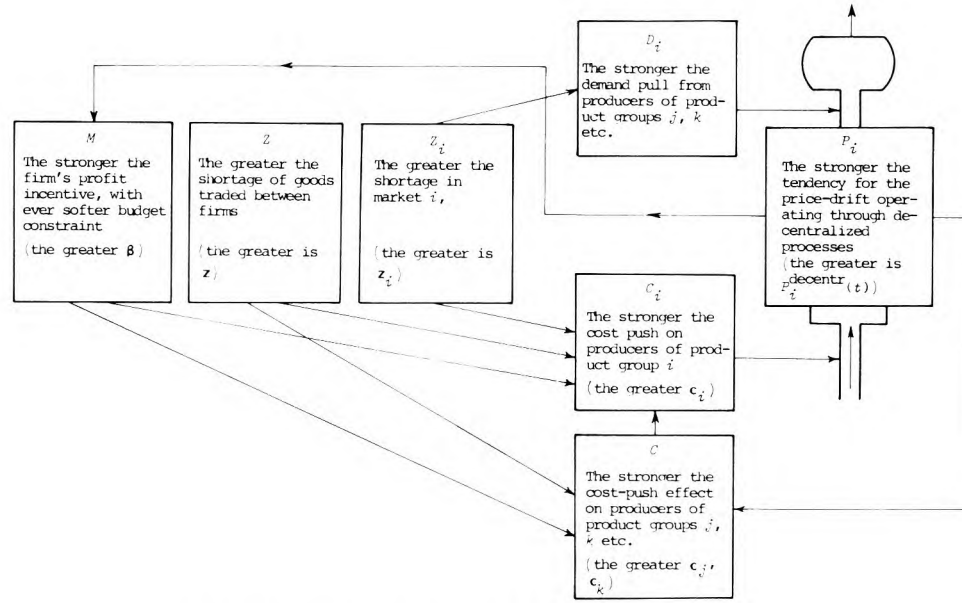 D_i
The stronger the
demand pull from
producers of prod-
uct groups j, k
etc.
M
The stronger the
firm's profit
incentive, with
ever softer budget
constraint
(the greater β)
Z
The greater the
shortage of goods
traded between
firms
(the greater is
z)
Z_i
The greater the
shortage in
market i,
(the greater is
z_i)
P_i
The stronger the
tendency for the
price-drift oper-
ating through de-
centralized
processes
(the greater is
P_i^decentr(t))
C_i
The stronger the
cost push on
producers of prod-
uct group i
(the greater c_i)
C
The stronger the
cost-push effect
on producers of
product groups j,
k etc.
(the greater c_j,
c_k)